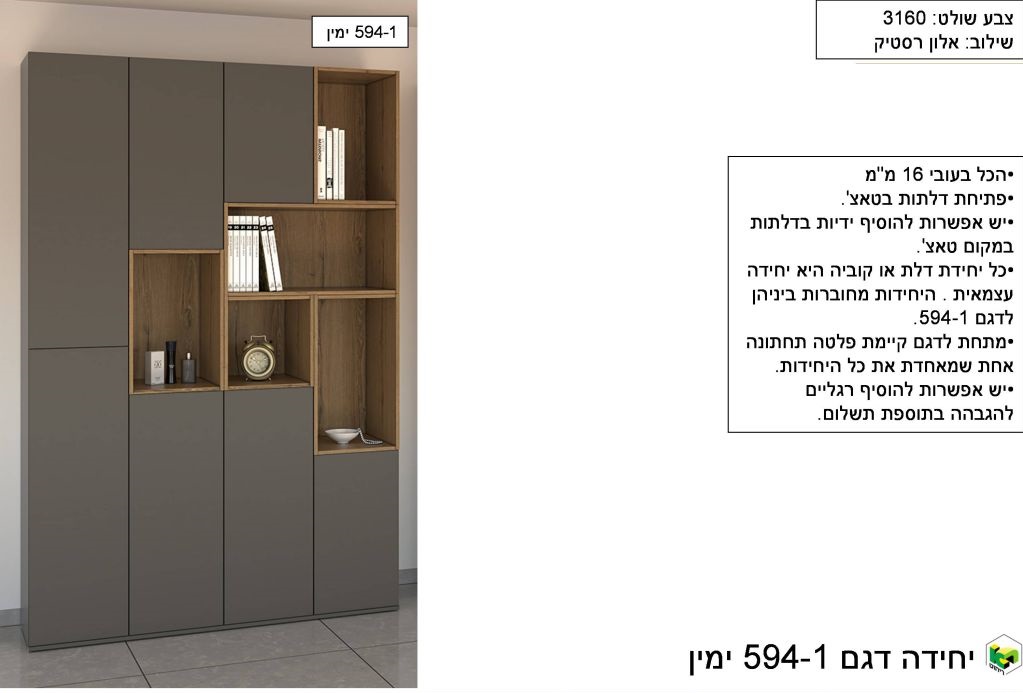 594-1 ימין
צבע שולט: 3160
שילוב: אלון רסטיק
•הכל בעובי 16 מ"מ
•פתיחת דלתות בטאצ'.
•יש אפשרות להוסיף ידיות בדלתות
במקום טאצ'.
•כל יחידת דלת או קוביה היא יחידה
עצמאית . היחידות מחוברות ביניהן
לדגם 594-1.
•מתחת לדגם קיימת פלטה תחתונה
אחת שמאחדת את כל היחידות.
•יש אפשרות להוסיף רגליים
להגבהה בתוספת תשלום.
יחידה דגם 594-1 ימין